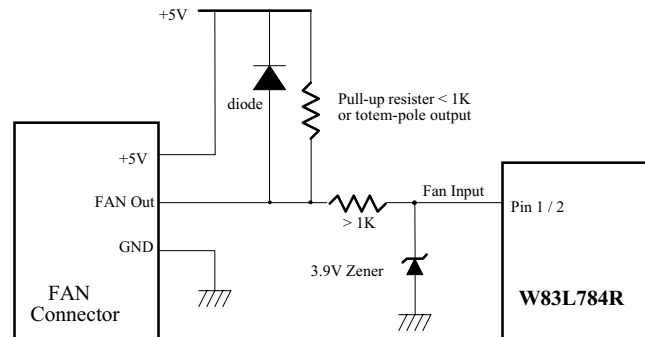 +5V
diode
Pull-up resister < 1K
or totem-pole output
+5V
FAN Out
Fan Input
Pin 1 / 2
> 1K
GND
3.9V Zener
FAN
Connector
W83L784R